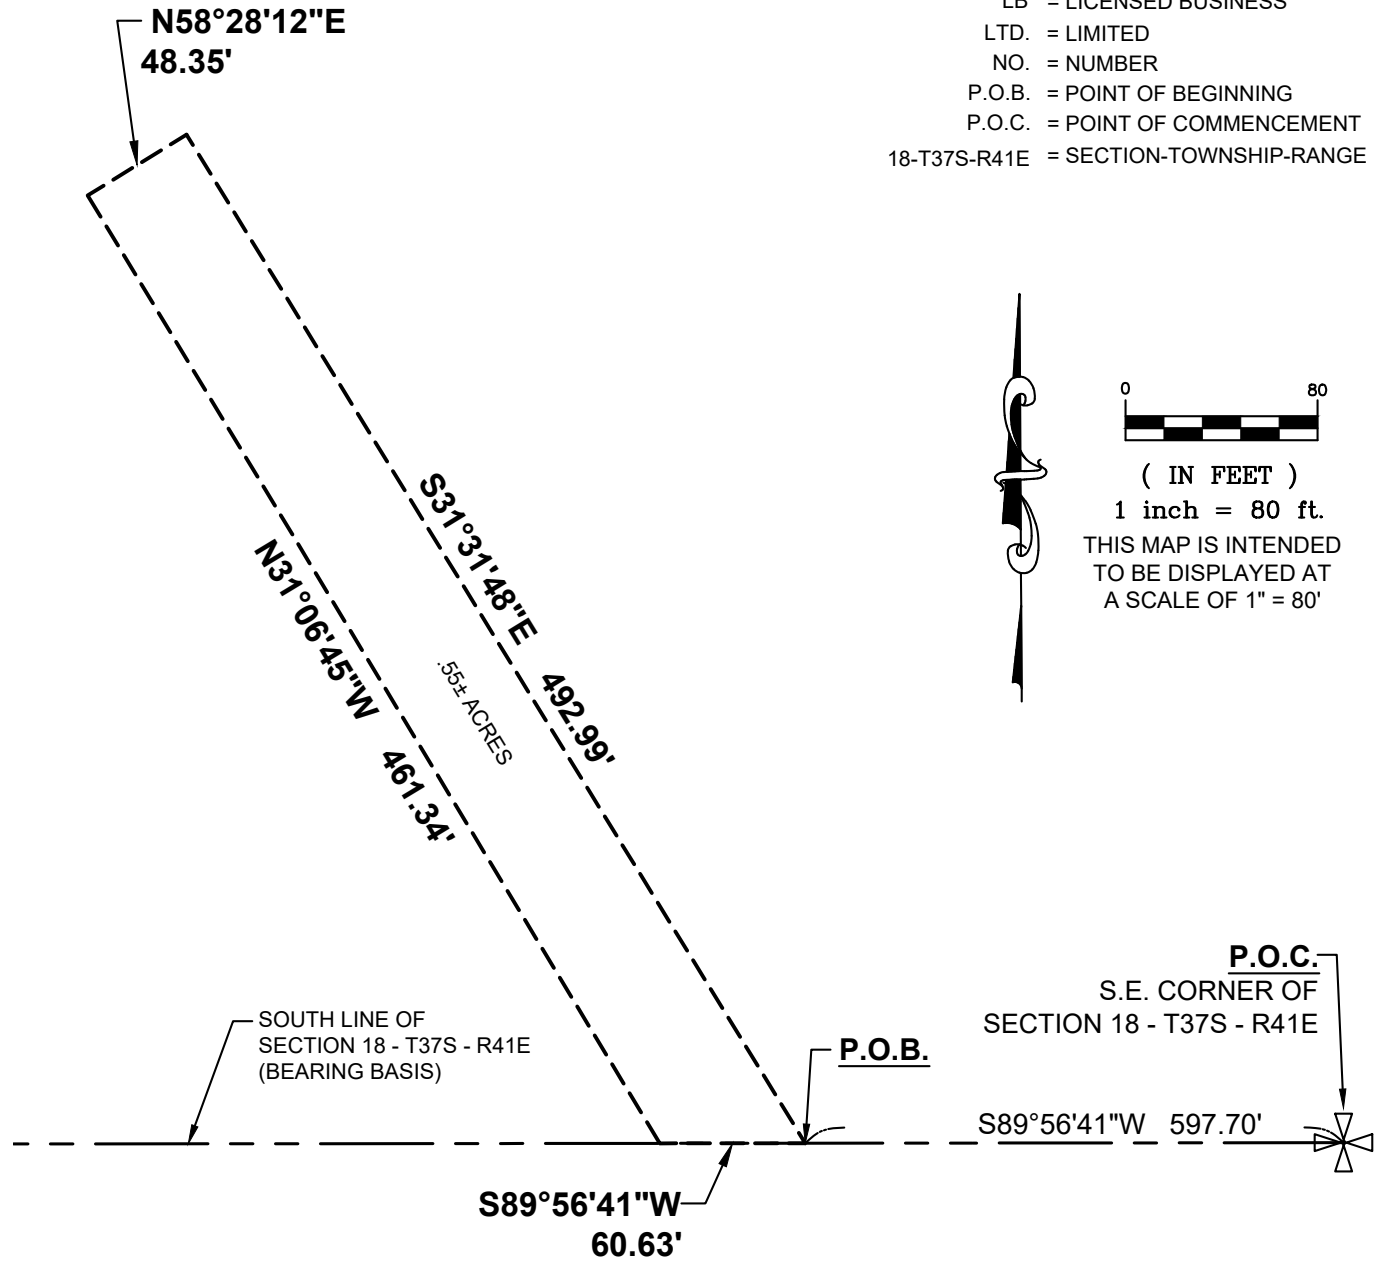 N58°28'12"E
48.35'
LB = LICENSED BUSINESS
LTD. = LIMITED
NO. = NUMBER
P.O.B. = POINT OF BEGINNING
P.O.C. = POINT OF COMMENCEMENT
18-T37S-R41E = SECTION-TOWNSHIP-RANGE
0 80
( IN FEET )
1 inch = 80 ft.
THIS MAP IS INTENDED
TO BE DISPLAYED AT
A SCALE OF 1" = 80'
S31°31'48"E 492.99'
N31°06'45"W 461.34'
.55± ACRES
P.O.C.
S.E. CORNER OF
SECTION 18 - T37S - R41E
SOUTH LINE OF
SECTION 18 - T37S - R41E
(BEARING BASIS)
P.O.B.
S89°56'41"W 597.70'
S89°56'41"W
60.63'